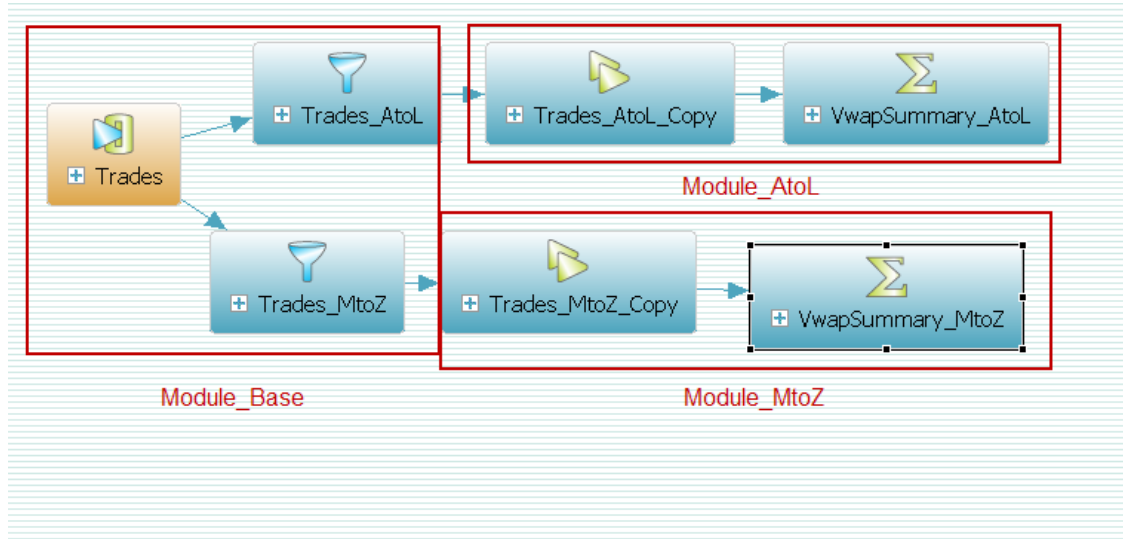 Trades_AtoL
Trades_AtoL_Copy
VwapSummary_AtoL
Trades
Module_AtoL
Trades_MtoZ
Trades_MtoZ_Copy
VwapSummary_MtoZ
Module_Base
Module_MtoZ